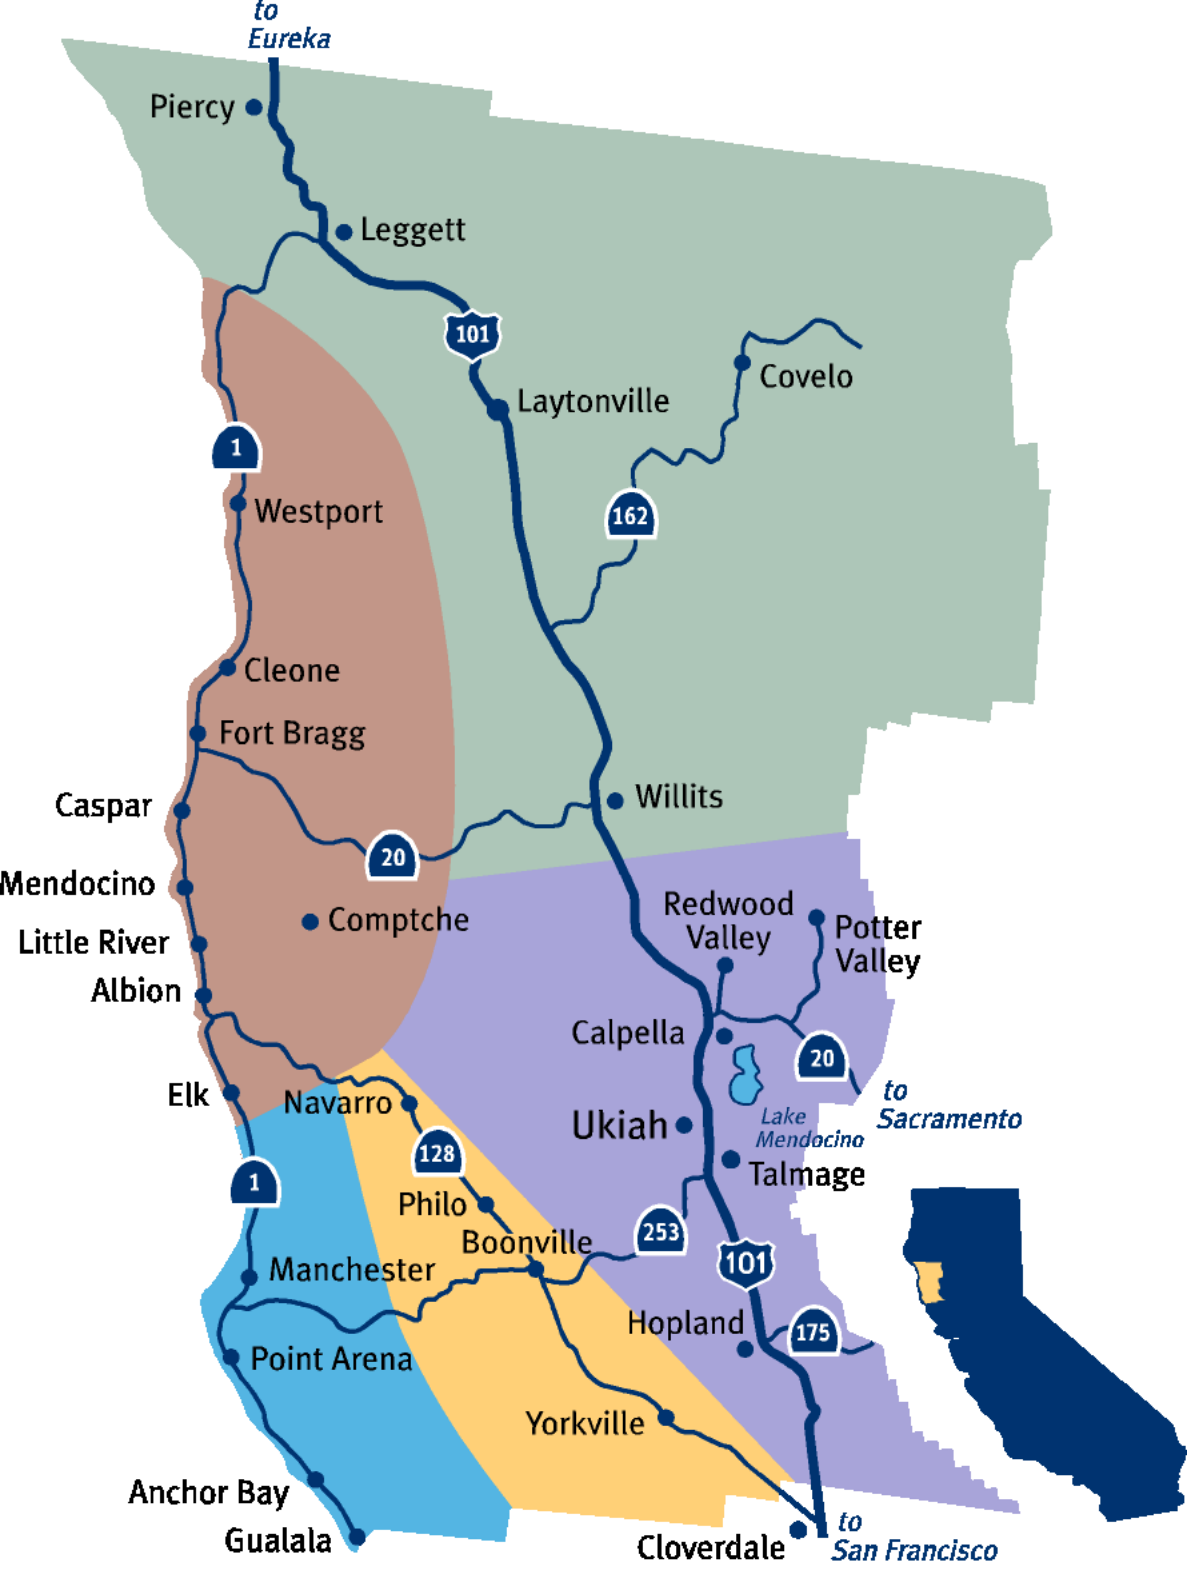 to
Eureka
Piercy
Leggett
101
Covelo
Laytonville
1
Westport
162
Cleone
Fort Bragg
Caspar
Willits
20
Mendocino
Comptche
Redwood
Valley
Potter
Valley
Little River
Albion
Calpella
20
Elk
Navarro
to
Sacramento
Ukiah
Lake
Mendocino
128
Talmage
1
Philo
253
Boonville
101
Manchester
Hopland
175
Point Arena
Yorkville
Anchor Bay
Gualala
Cloverdale
to
San Francisco